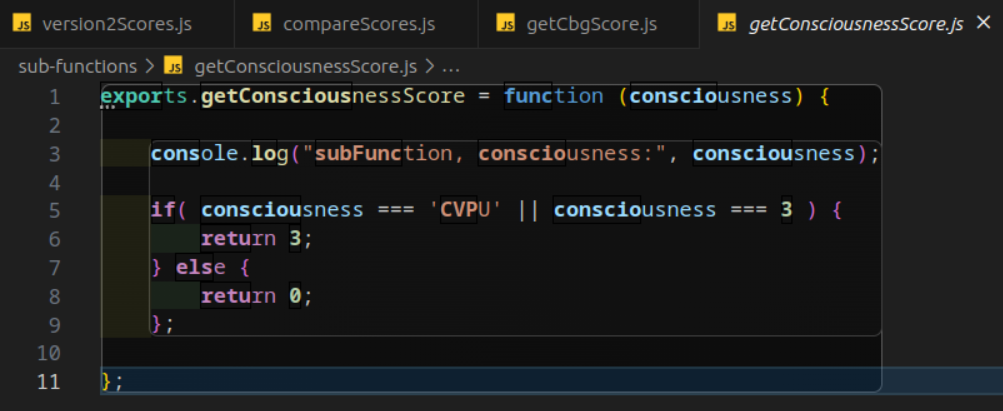 JS version2Scores.js JS compareScores.js JS getCbgScore.js JS getConsciousnessScore.js ×
sub-functions > JS getConsciousnessScore.js > ...
1 exports.getConsciousnessScore = function (consciousness) {
2
3 console.log("subFunction, consciousness:", consciousness);
4
5 if( consciousness === 'CVPU' || consciousness === 3 ) {
6 return 3;
7 } else {
8 return 0;
9 };
10
11 };